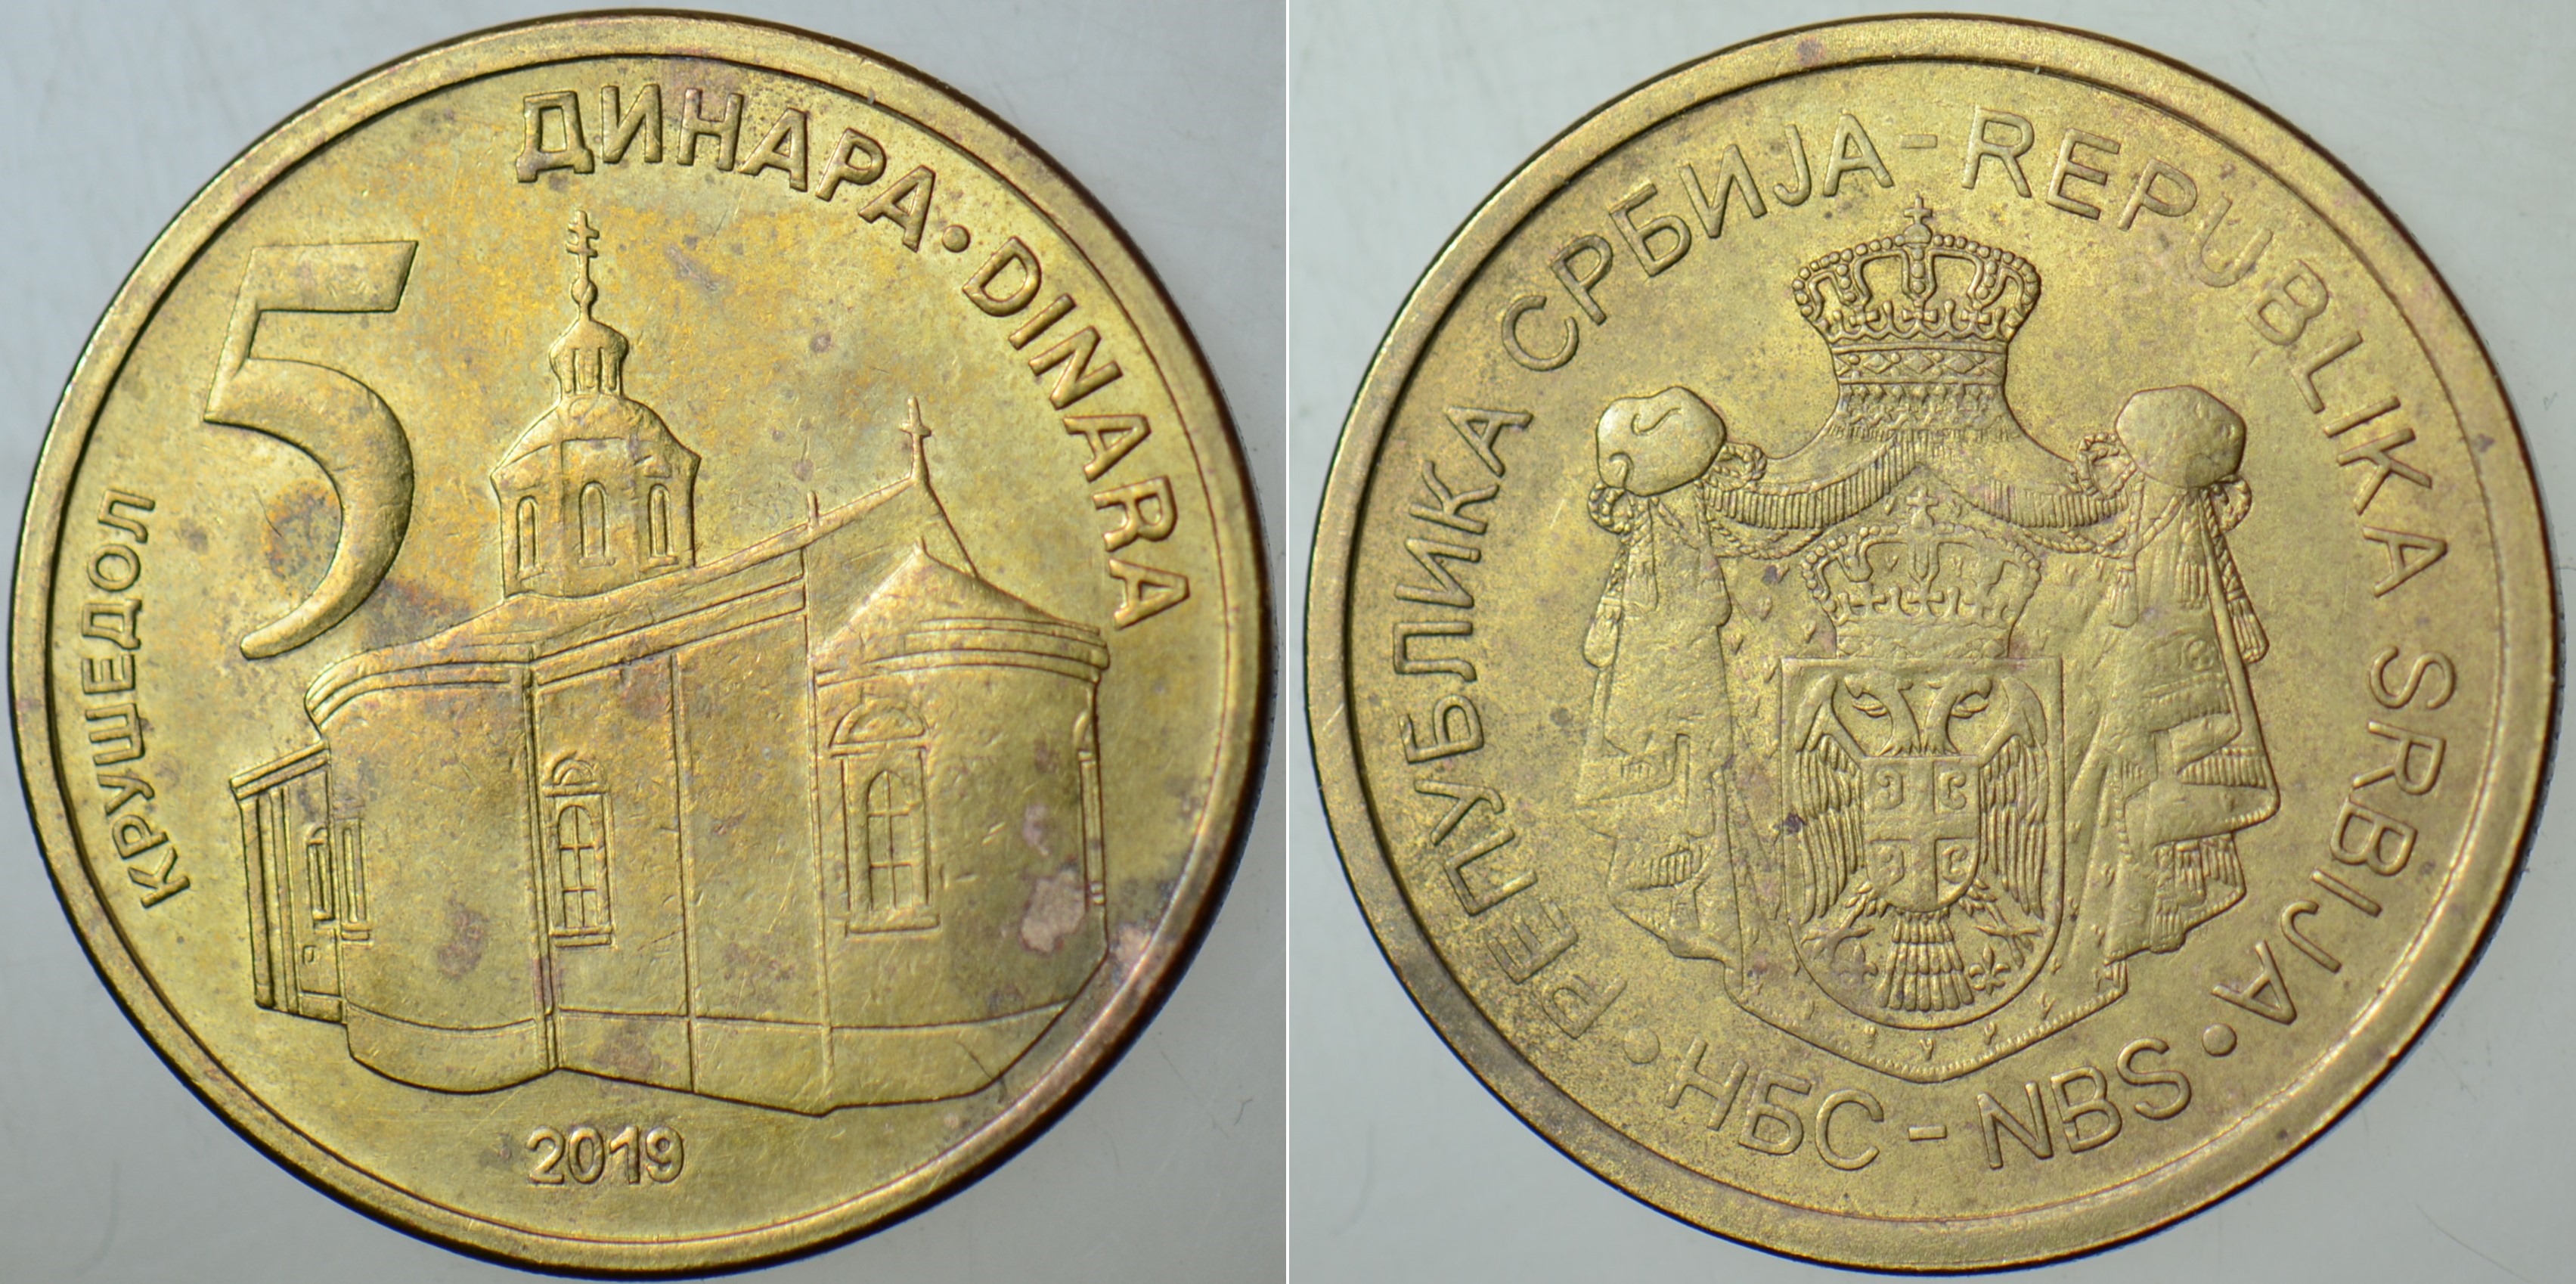 5
ДИНАРА • DINARA
КРУШЕДОЛ
2019
РЕПУБЛИКА СРБИЈА - REPUBLIKA SRBIJA
• НБС - NBS •